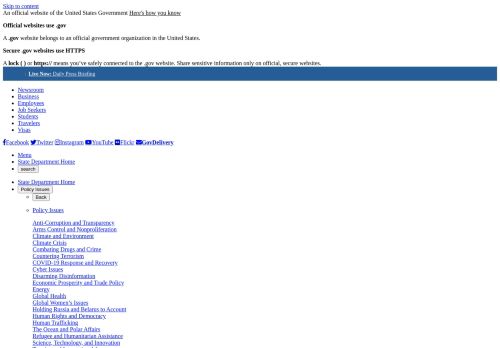 Skip to content
An official website of the United States Government Here's how you know
Official websites use .gov
A .gov website belongs to an official government organization in the United States.
Secure .gov websites use HTTPS
A lock ( ) or https:// means you've safely connected to the .gov website. Share sensitive information only on official, secure websites.
Live Now: Daily Press Briefing
Newsroom
Business
Employees
Job Seekers
Students
Travelers
Visas
Facebook Twitter Instagram YouTube Flickr GovDelivery
Menu
State Department Home
search
State Department Home
Policy Issues
Back
Policy Issues
Anti-Corruption and Transparency
Arms Control and Nonproliferation
Climate and Environment
Climate Crisis
Combating Drugs and Crime
Countering Terrorism
COVID-19 Response and Recovery
Cyber Issues
Disarming Disinformation
Economic Prosperity and Trade Policy
Energy
Global Health
Global Women's Issues
Holding Russia and Belarus to Account
Human Rights and Democracy
Human Trafficking
The Ocean and Polar Affairs
Refugee and Humanitarian Assistance
Science, Technology, and Innovation